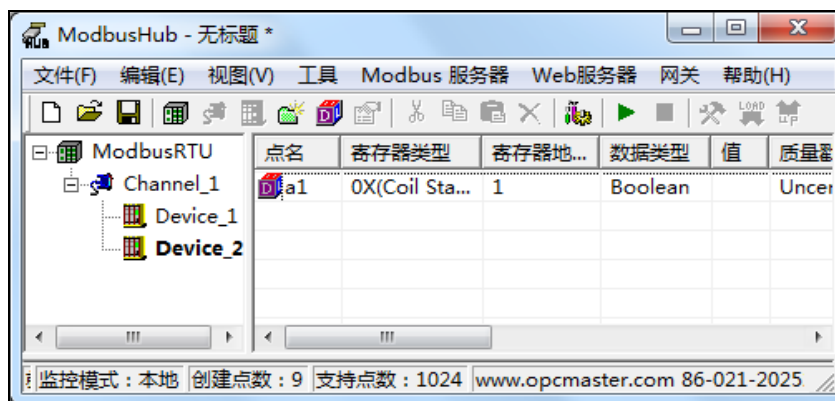 ModbusHub - 无标题 *
文件(F) 编辑(E) 视图(V) 工具 Modbus 服务器 Web服务器 网关 帮助(H)
ModbusRTU
Channel_1
Device_1
Device_2
点名 寄存器类型 寄存器地... 数据类型 值
a1 0X(Coil Sta... 1 Boolean Uncer
监控模式：本地 创建点数：9 支持点数：1024 www.opcmaster.com 86-021-2025